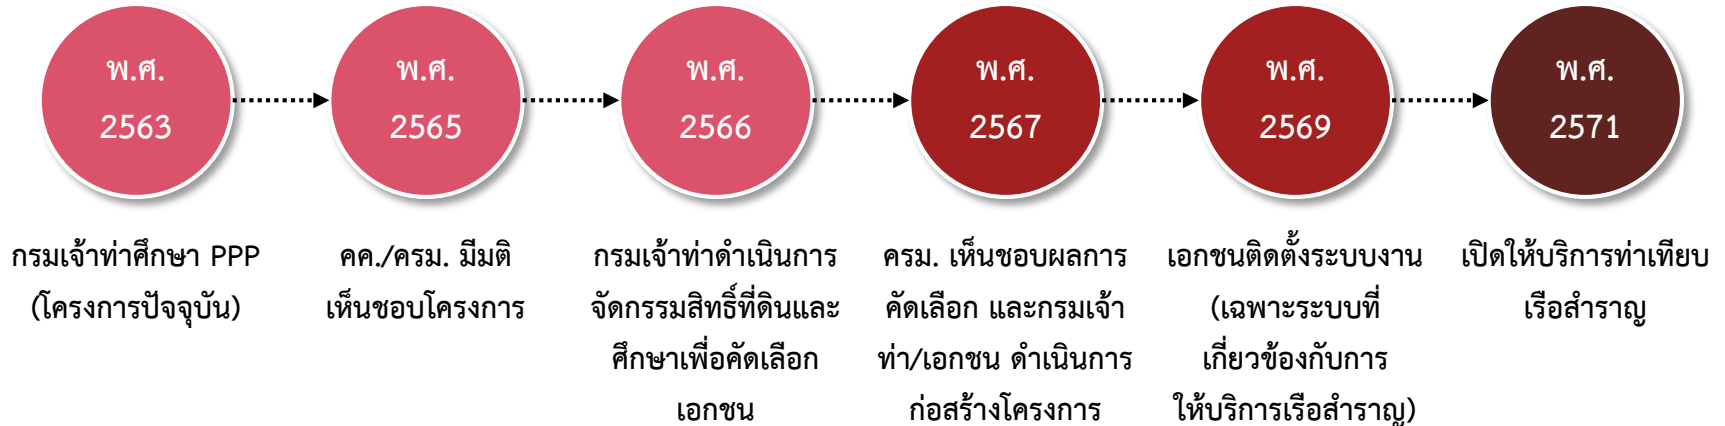 พ.ศ.
2563
พ.ศ.
2565
พ.ศ.
2566
พ.ศ.
2567
พ.ศ.
2569
พ.ศ.
2571
กรมเจ้าท่าศึกษา PPP
(โครงการปัจจุบัน)
คค./ครม. มีมติ
เห็นชอบโครงการ
กรมเจ้าท่าดำเนินการ
จัดกรรมสิทธิ์ที่ดินและ
ศึกษาเพื่อคัดเลือก
เอกชน
ครม. เห็นชอบผลการ
คัดเลือก และกรมเจ้า
ท่า/เอกชน ดำเนินการ
ก่อสร้างโครงการ
เอกชนติดตั้งระบบงาน
(เฉพาะระบบที่
เกี่ยวข้องกับการ
ให้บริการเรือสำราญ)
เปิดให้บริการท่าเทียบ
เรือสำราญ